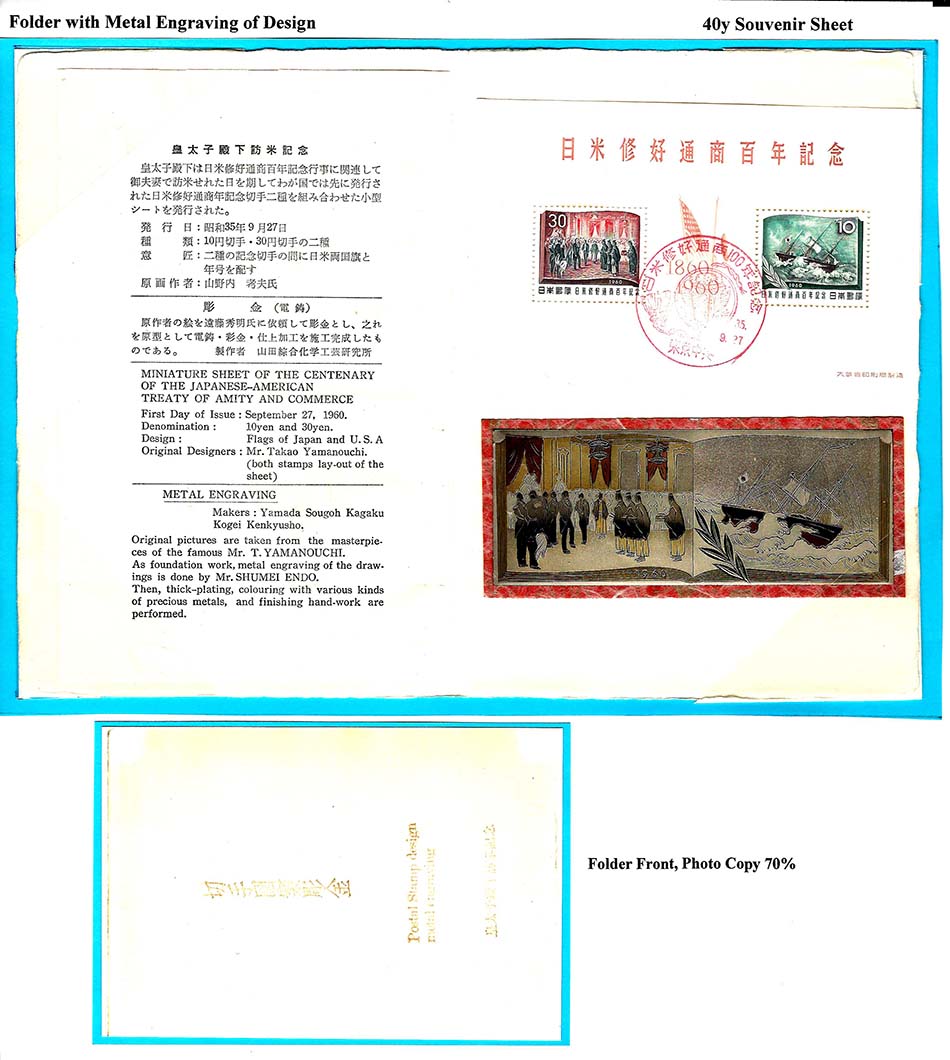 Folder with Metal Engraving of Design
40y Souvenir Sheet
皇太子殿下訪米記念
皇太子殿下は日米修好通商百年記念行事に関連して
御夫妻で訪米せれた日を期してわが国では先に発行さ
れた日米修好通商年記念切手二種を組み合わせた小型
シートを発行された。
発行日：昭和35年9月27日
種類：10円切手・30円切手の二種
意匠：二種の記念切手の間に日米両国旗と
年号を配す
原画作者：山野内 孝夫氏
彫金（電鋳）
原作者の絵を遠藤秀明氏に依頼して彫金とし、之れ
を原型として電鋳・彩金・仕上加工を施工完成したも
のである。 製作者 山田綜合化学工芸研究所
MINIATURE SHEET OF THE CENTENARY
OF THE JAPANESE-AMERICAN
TREATY OF AMITY AND COMMERCE
First Day of Issue : September 27, 1960.
Denomination : 10yen and 30yen.
Design : Flags of Japan and U.S.A
Original Designers : Mr. Takao Yamanouchi.
(both stamps lay-out of the
sheet)
METAL ENGRAVING
Makers : Yamada Sougoh Kagaku
Kogei Kenkyusho.
Original pictures are taken from the masterpie-
ces of the famous Mr. T. YAMANOUCHI.
As foundation work, metal engraving of the draw-
ings is done by Mr. SHUMEI ENDO.
Then, thick-plating, colouring with various kinds
of precious metals, and finishing hand-work are
performed.
日米修好通商百年記念
30
1960
日本郵便 日米修好通商百年記念
10
1960
日米修好通商百年記念 日本郵便
1860
1960
日米修好通商100年記念
35.
9.27
東京中央
大蔵省印刷局製造
1960
Postal Stamp design
metal engraving
Folder Front, Photo Copy 70%